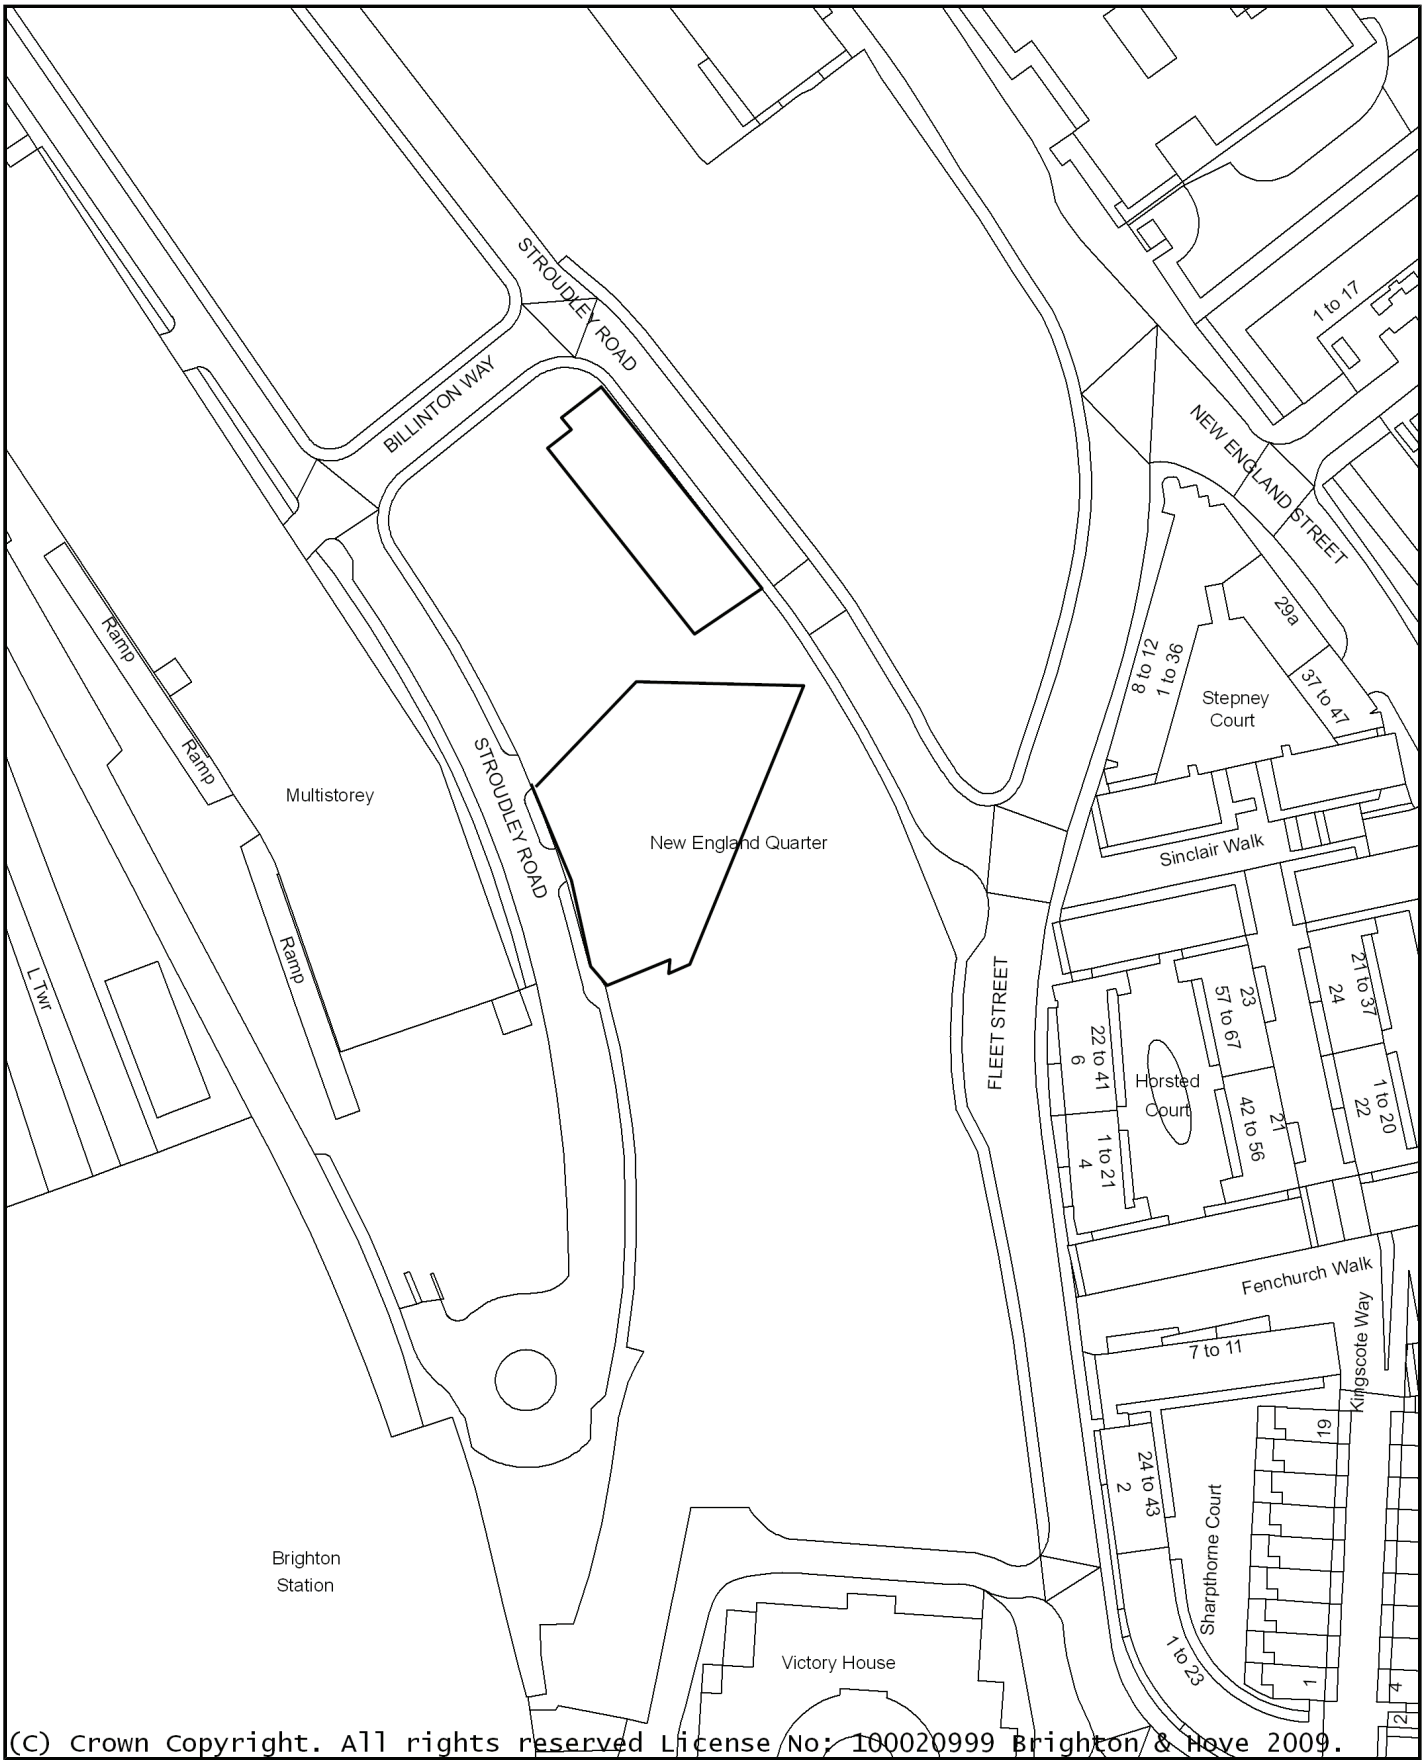 STROUDLEY ROAD
BILLINTON WAY
1 to 17
NEW ENGLAND STREET
Ramp
29a
8 to 12
1 to 36
37 to 47
Stepney
Court
Ramp
STROUDLEY ROAD
Multistorey
New England Quarter
Sinclair Walk
Ramp
L Twr
FLEET STREET
21 to 37
24
23
57 to 67
22 to 41
6
Horsted
Court
1 to 20
22
21
42 to 56
1 to 21
4
Fenchurch Walk
Kingscote Way
7 to 11
19
24 to 43
2
Sharpthorne Court
Brighton
Station
Victory House
1 to 23
1
4
2
(C) Crown Copyright. All rights reserved License No: 100020999 Brighton & Hove 2009.